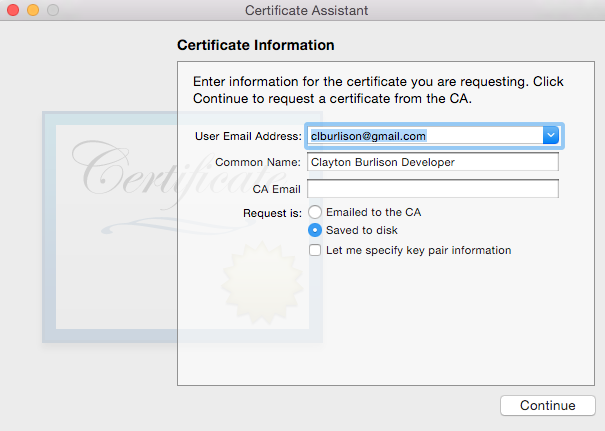 Certificate Assistant
Certificate Information
Enter information for the certificate you are requesting. Click
Continue to request a certificate from the CA.
User Email Address: clburlison@gmail.com
Common Name: Clayton Burlison Developer
CA Email
Request is: Emailed to the CA
Saved to disk
Let me specify key pair information
Certificate
Continue